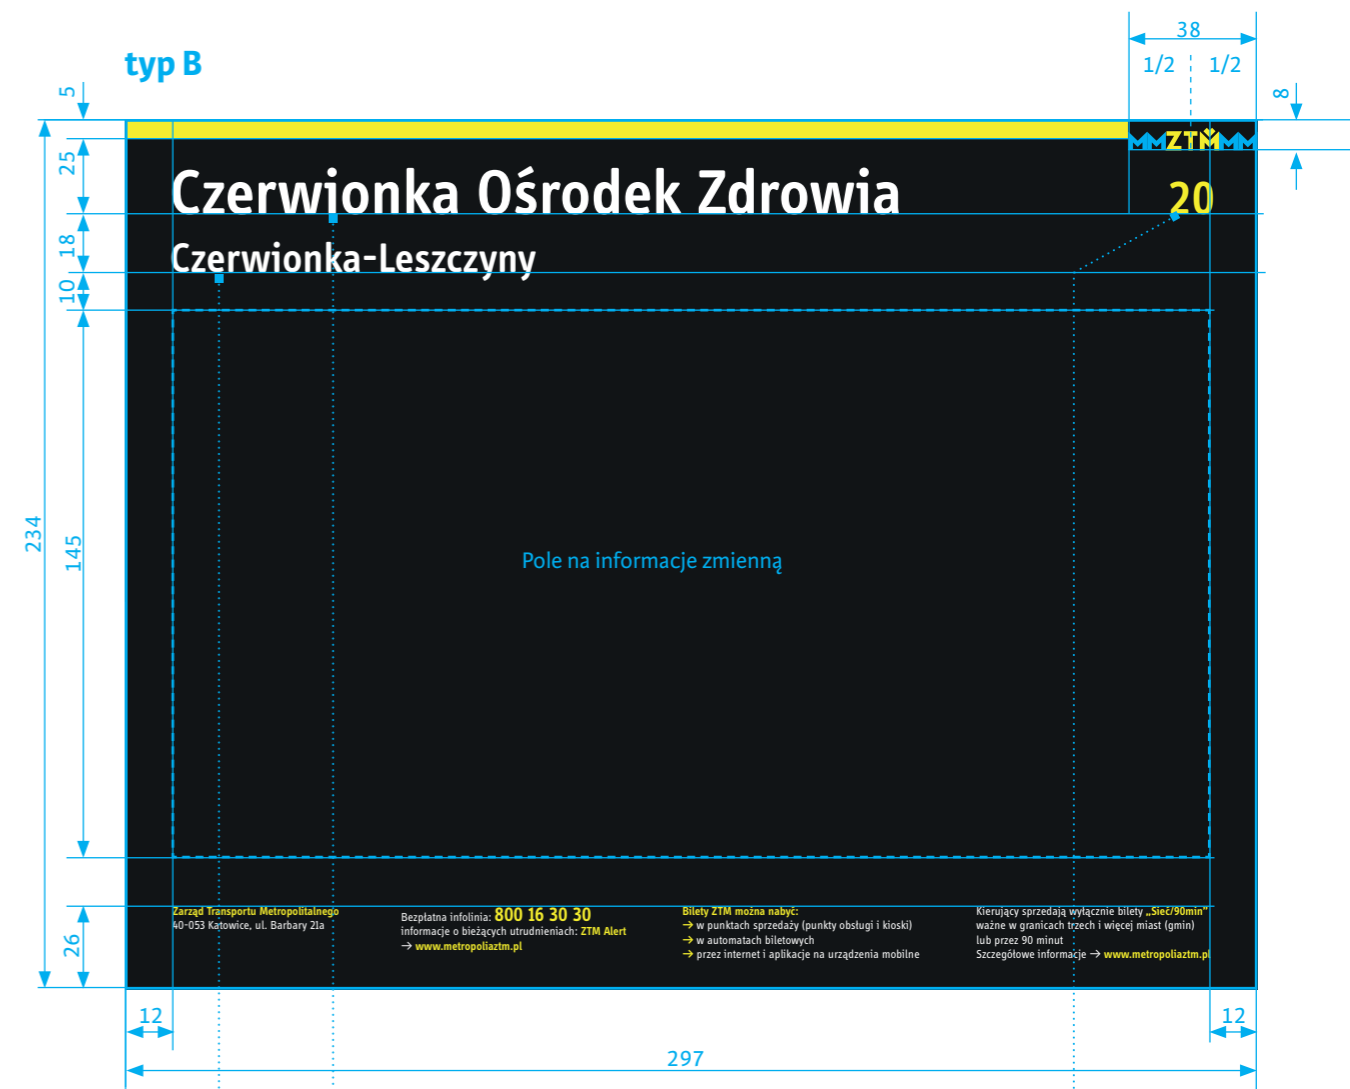 38
typ B
1/2 1/2
5
8
MMZTMMM
25
Czerwionka Ośrodek Zdrowia
20
18
Czerwionka-Leszczyny
10
234
145
Pole na informacje zmienną
Zarząd Transportu Metropolitalnego
40-053 Katowice, ul. Barbary 21a
Bezpłatna infolinia: 800 16 30 30
informacje o bieżących utrudnieniach: ZTM Alert
→ www.metropoliaztm.pl
Bilety ZTM można nabyć:
→ w punktach sprzedaży (punkty obsługi i kioski)
→ w automatach biletowych
→ przez internet i aplikacje na urządzenia mobilne
Kierujący sprzedają wyłącznie bilety „Sieć/90min"
ważne w granicach trzech i więcej miast (gmin)
lub przez 90 minut
Szczegółowe informacje → www.metropoliaztm.pl
26
12
12
297